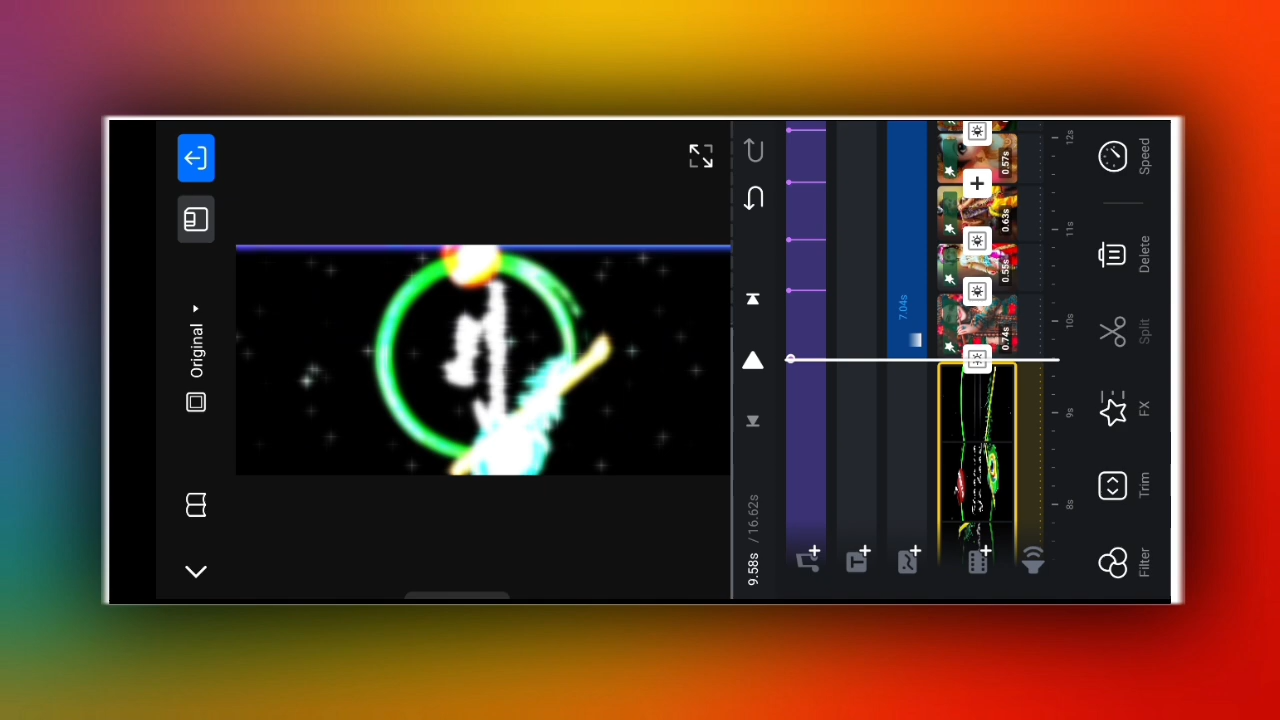 Original
9.58s / 16.62s
7.04s
0.57s
0.63s
0.55s
0.74s
12s
11s
10s
9s
8s
Speed
Delete
Split
FX
Trim
Filter